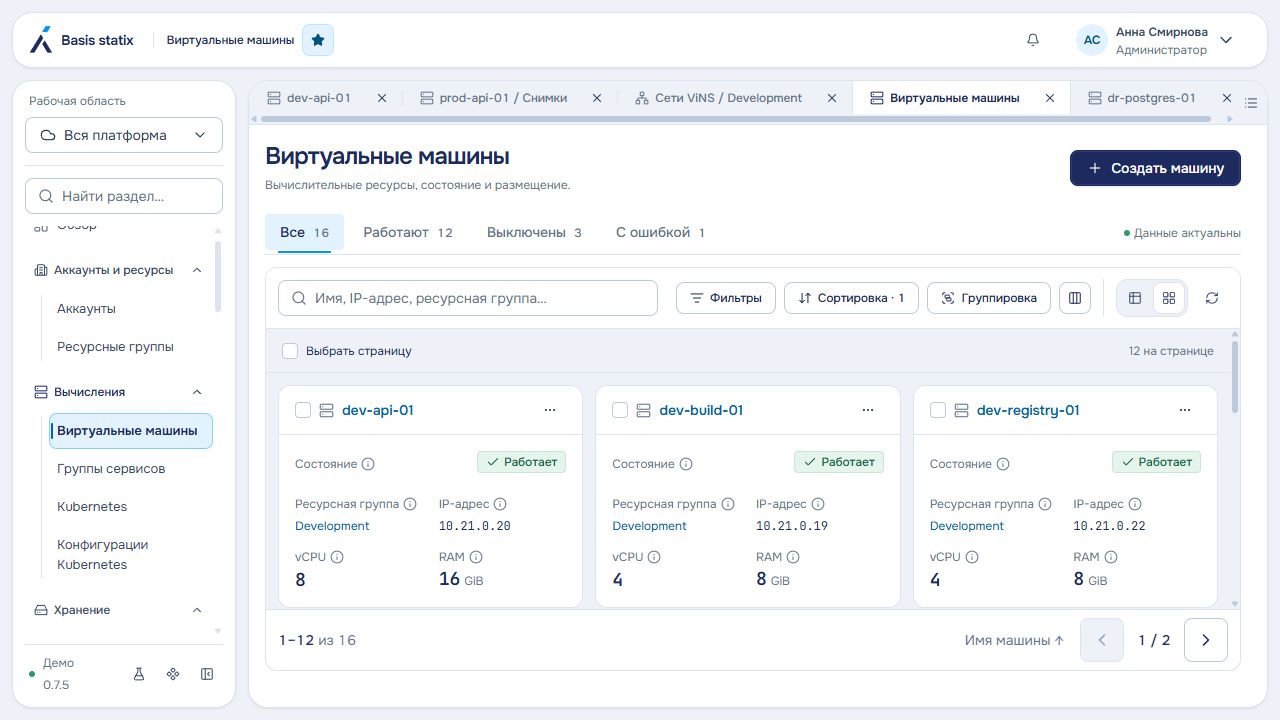 Basis statix
Виртуальные машины
АС
Анна Смирнова
Администратор
Рабочая область
Вся платформа
Найти раздел...
Обзор
Аккаунты и ресурсы
Аккаунты
Ресурсные группы
Вычисления
Виртуальные машины
Группы сервисов
Kubernetes
Конфигурации
Kubernetes
Хранение
Демо
0.7.5
dev-api-01
prod-api-01 / Снимки
Сети ViNS / Development
Виртуальные машины
dr-postgres-01
Виртуальные машины
Вычислительные ресурсы, состояние и размещение.
Создать машину
Все 16
Работают 12
Выключены 3
С ошибкой 1
Данные актуальны
Имя, IP-адрес, ресурсная группа...
Фильтры
Сортировка · 1
Группировка
Выбрать страницу
12 на странице
dev-api-01
Состояние
Работает
Ресурсная группа
IP-адрес
Development
10.21.0.20
vCPU
RAM
8
16 GiB
dev-build-01
Состояние
Работает
Ресурсная группа
IP-адрес
Development
10.21.0.19
vCPU
RAM
4
8 GiB
dev-registry-01
Состояние
Работает
Ресурсная группа
IP-адрес
Development
10.21.0.22
vCPU
RAM
4
8 GiB
1–12 из 16
Имя машины ↑
1 / 2